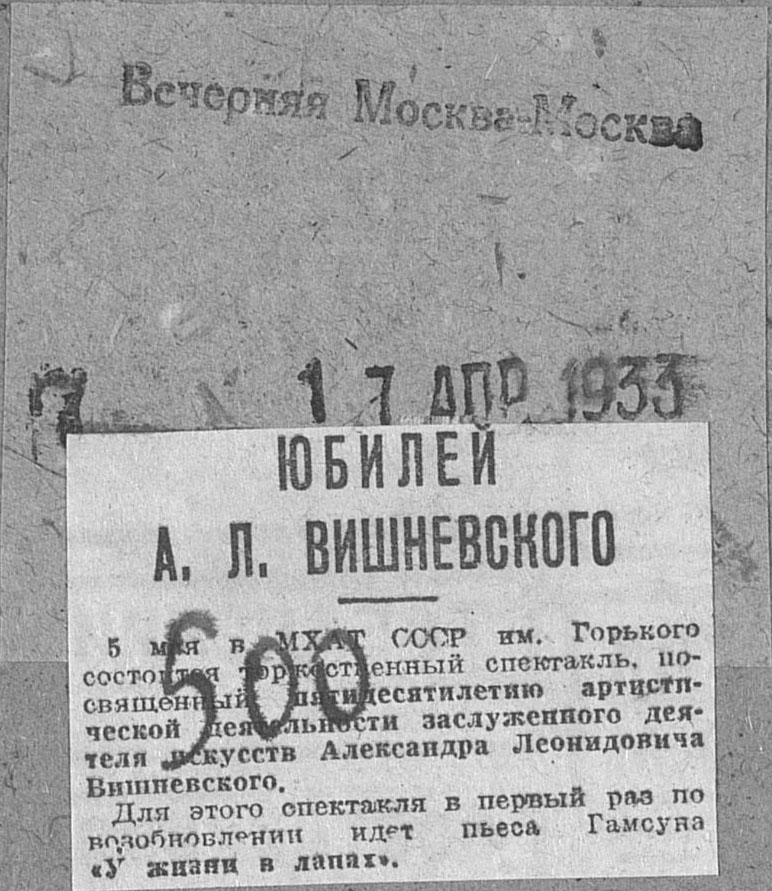 Вечерняя Москва-Москва
7
17 АПР 1933
ЮБИЛЕЙ
А. Л. ВИШНЕВСКОГО
500
5 мая в МХАТ СССР им. Горького
состоится торжественный спектакль, по-
священный пятидесятилетию артисти-
ческой деятельности заслуженного дея-
теля искусств Александра Леонидовича
Вишневского.
Для этого спектакля в первый раз по
возобновлении идет пьеса Гамсуна
«У жизни в лапах».